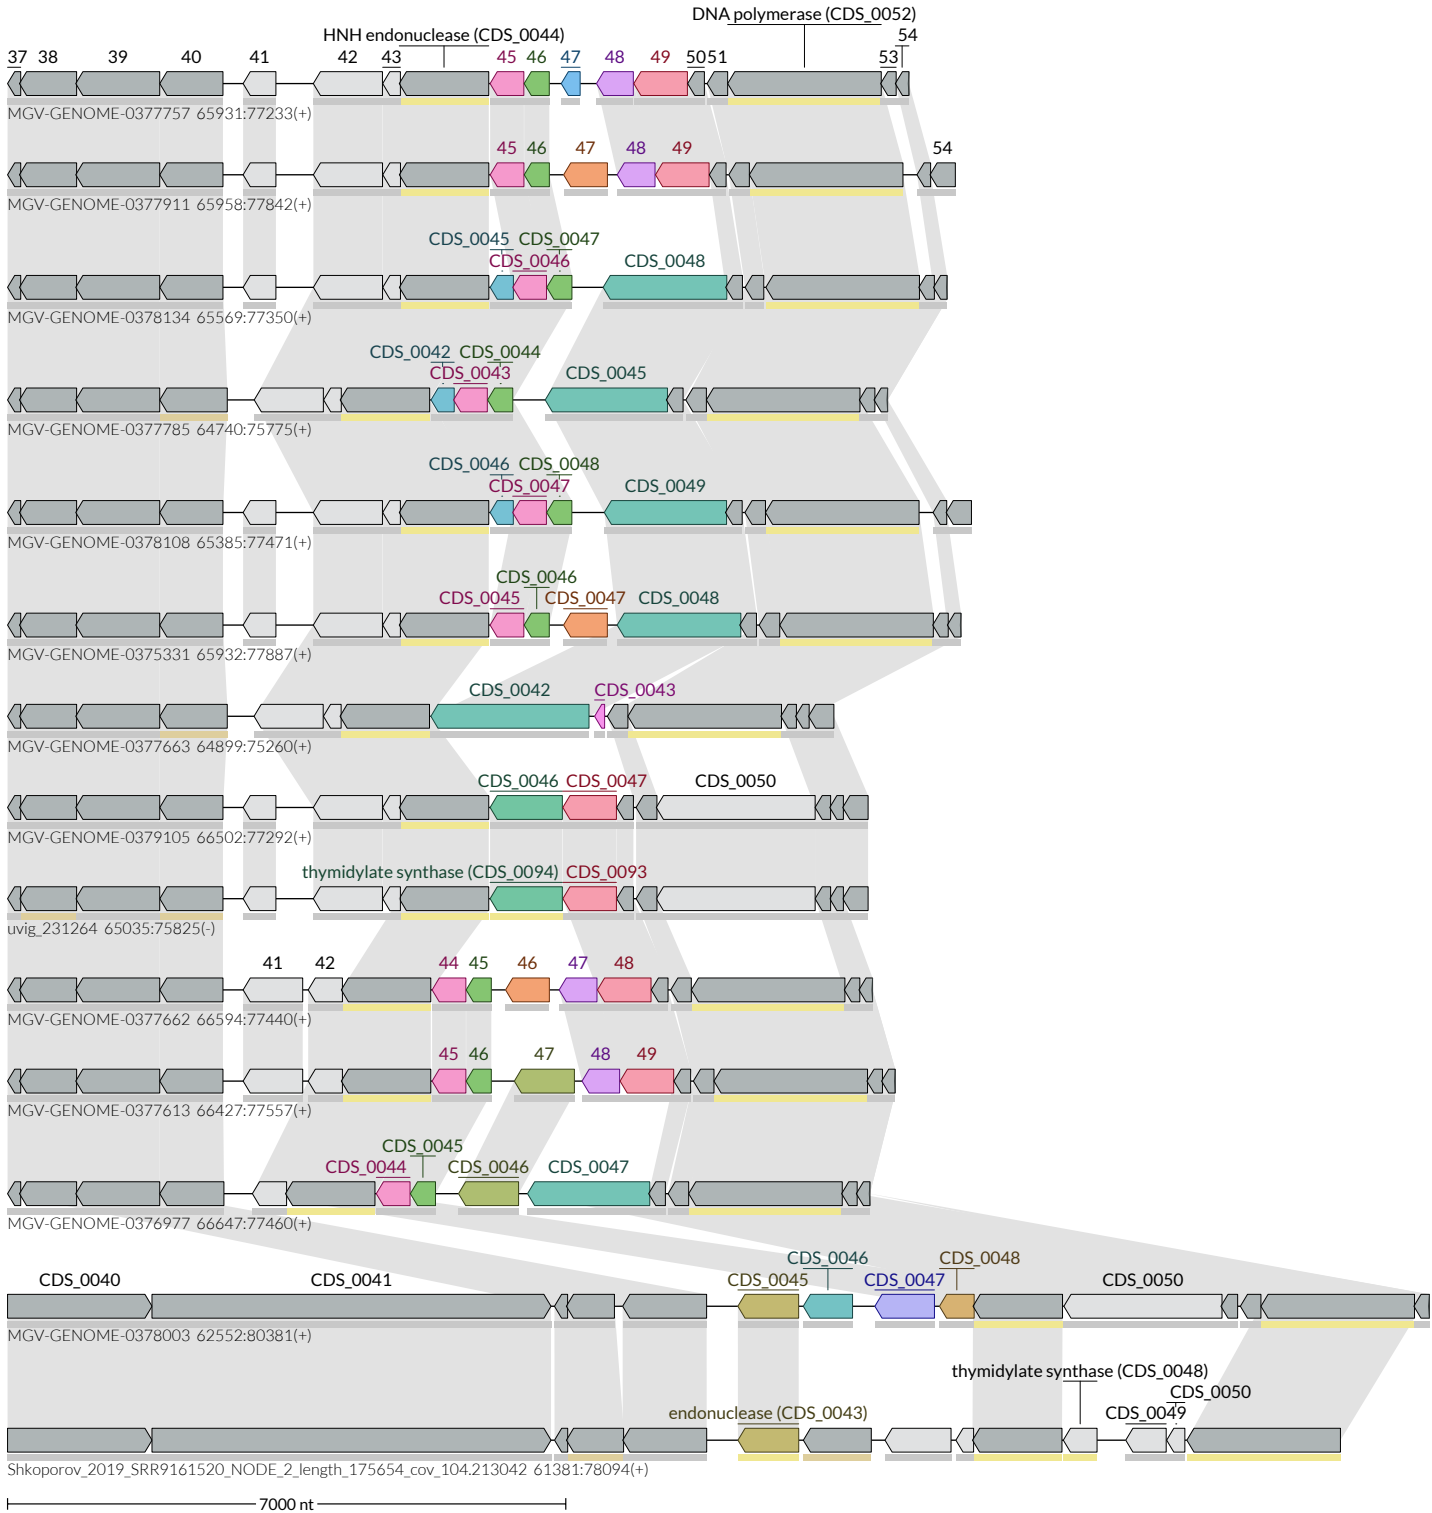 DNA polymerase (CDS_0052)
HNH endonuclease (CDS_0044) 54
37 38 39 40 41 42 43 45 46 47 48 49 50 51 53
MGV-GENOME-0377757 65931:77233(+)
45 46 47 48 49 54
MGV-GENOME-0377911 65958:77842(+)
CDS_0045 CDS_0047
CDS_0046 CDS_0048
MGV-GENOME-0378134 65569:77350(+)
CDS_0042 CDS_0044
CDS_0043 CDS_0045
MGV-GENOME-0377785 64740:75775(+)
CDS_0046 CDS_0048
CDS_0047 CDS_0049
MGV-GENOME-0378108 65385:77471(+)
CDS_0046
CDS_0045 CDS_0047 CDS_0048
MGV-GENOME-0375331 65932:77887(+)
CDS_0042 CDS_0043
MGV-GENOME-0377663 64899:75260(+)
CDS_0046 CDS_0047 CDS_0050
MGV-GENOME-0379105 66502:77292(+)
thymidylate synthase (CDS_0094) CDS_0093
uvig_231264 65035:75825(-)
41 42 44 45 46 47 48
MGV-GENOME-0377662 66594:77440(+)
45 46 47 48 49
MGV-GENOME-0377613 66427:77557(+)
CDS_0045
CDS_0044 CDS_0046 CDS_0047
MGV-GENOME-0376977 66647:77460(+)
CDS_0046 CDS_0048
CDS_0040 CDS_0041 CDS_0045 CDS_0047 CDS_0050
MGV-GENOME-0378003 62552:80381(+)
thymidylate synthase (CDS_0048)
CDS_0050
endonuclease (CDS_0043) CDS_0049
Shkoporov_2019_SRR9161520_NODE_2_length_175654_cov_104.213042 61381:78094(+)
7000 nt